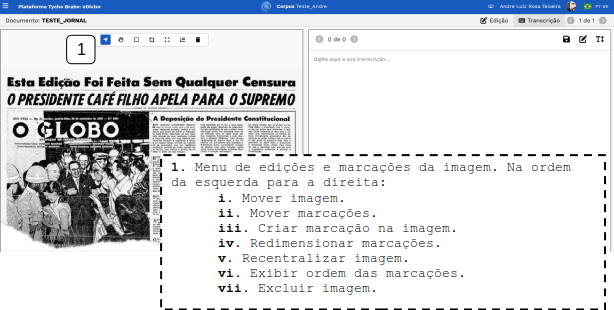 Plataforma Tycho Brahe: eDictor
Corpus Teste_Andre
Andre Luiz Rosa Teixeira
PT-BR
Documento: TESTE_JORNAL
Edição
Transcrição
1 de 1
1
0 de 0
Digite aqui a sua transcrição...
Esta Edição Foi Feita Sem Qualquer Censura
O PRESIDENTE CAFÉ FILHO APELA PARA O SUPREMO
A Deposição do Presidente Constitucional
O GLOBO
1. Menu de edições e marcações da imagem. Na ordem
da esquerda para a direita:
i. Mover imagem.
ii. Mover marcações.
iii. Criar marcação na imagem.
iv. Redimensionar marcações.
v. Recentralizar imagem.
vi. Exibir ordem das marcações.
vii. Excluir imagem.